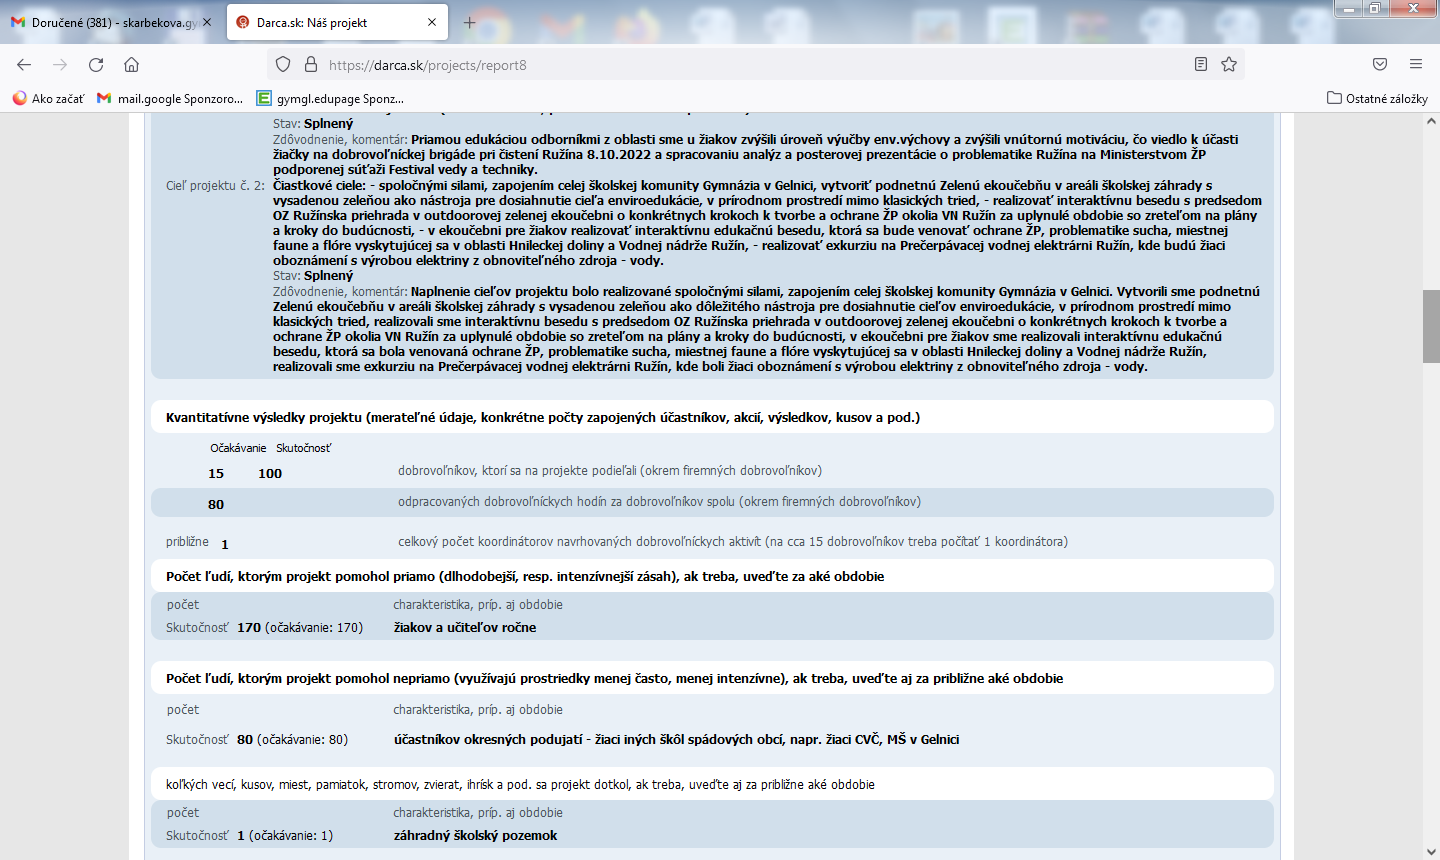 Doručené (381) - skarbekova.gy
Darca.sk: Náš projekt
https://darca.sk/projects/report8
Ako začať
mail.google Sponzoro...
gymgl.edupage Sponz...
Ostatné záložky
Stav: Splnený
Zdôvodnenie, komentár: Priamou edukáciou odborníkmi z oblasti sme u žiakov zvýšili úroveň výučby env.výchovy a zvýšili vnútornú motiváciu, čo viedlo k účasti
žiačky na dobrovoľníckej brigáde pri čistení Ružína 8.10.2022 a spracovaniu analýz a posterovej prezentácie o problematike Ružína na Ministerstvom ŽP
podporenej súťaži Festival vedy a techniky.
Cieľ projektu č. 2: Čiastkové ciele: - spoločnými silami, zapojením celej školskej komunity Gymnázia v Gelnici, vytvoriť podnetnú Zelenú ekoučebňu v areáli školskej záhrady s
vysadenou zeleňou ako nástroja pre dosiahnutie cieľa enviroedukácie, v prírodnom prostredí mimo klasických tried, - realizovať interaktívnu besedu s predsedom
OZ Ružínska priehrada v outdoorovej zelenej ekoučebni o konkrétnych krokoch k tvorbe a ochrane ŽP okolia VN Ružín za uplynulé obdobie so zreteľom na plány
a kroky do budúcnosti, - v ekoučebni pre žiakov realizovať interaktívnu edukačnú besedu, ktorá sa bude venovať ochrane ŽP, problematike sucha, miestnej
faune a flóre vyskytujúcej sa v oblasti Hnileckej doliny a Vodnej nádrže Ružín, - realizovať exkurziu na Prečerpávacej vodnej elektrárni Ružín, kde budú žiaci
oboznámení s výrobou elektriny z obnoviteľného zdroja - vody.
Stav: Splnený
Zdôvodnenie, komentár: Naplnenie cieľov projektu bolo realizované spoločnými silami, zapojením celej školskej komunity Gymnázia v Gelnici. Vytvorili sme podnetnú
Zelenú ekoučebňu v areáli školskej záhrady s vysadenou zeleňou ako dôležitého nástroja pre dosiahnutie cieľov enviroedukácie, v prírodnom prostredí mimo
klasických tried, realizovali sme interaktívnu besedu s predsedom OZ Ružínska priehrada v outdoorovej zelenej ekoučebni o konkrétnych krokoch k tvorbe a
ochrane ŽP okolia VN Ružín za uplynulé obdobie so zreteľom na plány a kroky do budúcnosti, v ekoučebni pre žiakov sme realizovali interaktívnu edukačnú
besedu, ktorá sa bola venovaná ochrane ŽP, problematike sucha, miestnej faune a flóre vyskytujúcej sa v oblasti Hnileckej doliny a Vodnej nádrže Ružín,
realizovali sme exkurziu na Prečerpávacej vodnej elektrárni Ružín, kde boli žiaci oboznámení s výrobou elektriny z obnoviteľného zdroja - vody.
Kvantitatívne výsledky projektu (merateľné údaje, konkrétne počty zapojených účastníkov, akcií, výsledkov, kusov a pod.)
Očakávanie Skutočnosť
15 100 dobrovoľníkov, ktorí sa na projekte podieľali (okrem firemných dobrovoľníkov)
80 odpracovaných dobrovoľníckych hodín za dobrovoľníkov spolu (okrem firemných dobrovoľníkov)
približne 1 celkový počet koordinátorov navrhovaných dobrovoľníckych aktivít (na cca 15 dobrovoľníkov treba počítať 1 koordinátora)
Počet ľudí, ktorým projekt pomohol priamo (dlhodobejší, resp. intenzívnejší zásah), ak treba, uveďte za aké obdobie
počet charakteristika, príp. aj obdobie
Skutočnosť 170 (očakávanie: 170) žiakov a učiteľov ročne
Počet ľudí, ktorým projekt pomohol nepriamo (využívajú prostriedky menej často, menej intenzívne), ak treba, uveďte aj za približne aké obdobie
počet charakteristika, príp. aj obdobie
Skutočnosť 80 (očakávanie: 80) účastníkov okresných podujatí - žiaci iných škôl spádových obcí, napr. žiaci CVČ, MŠ v Gelnici
koľkých vecí, kusov, miest, pamiatok, stromov, zvierat, ihrísk a pod. sa projekt dotkol, ak treba, uveďte aj za približne aké obdobie
počet charakteristika, príp. aj obdobie
Skutočnosť 1 (očakávanie: 1) záhradný školský pozemok